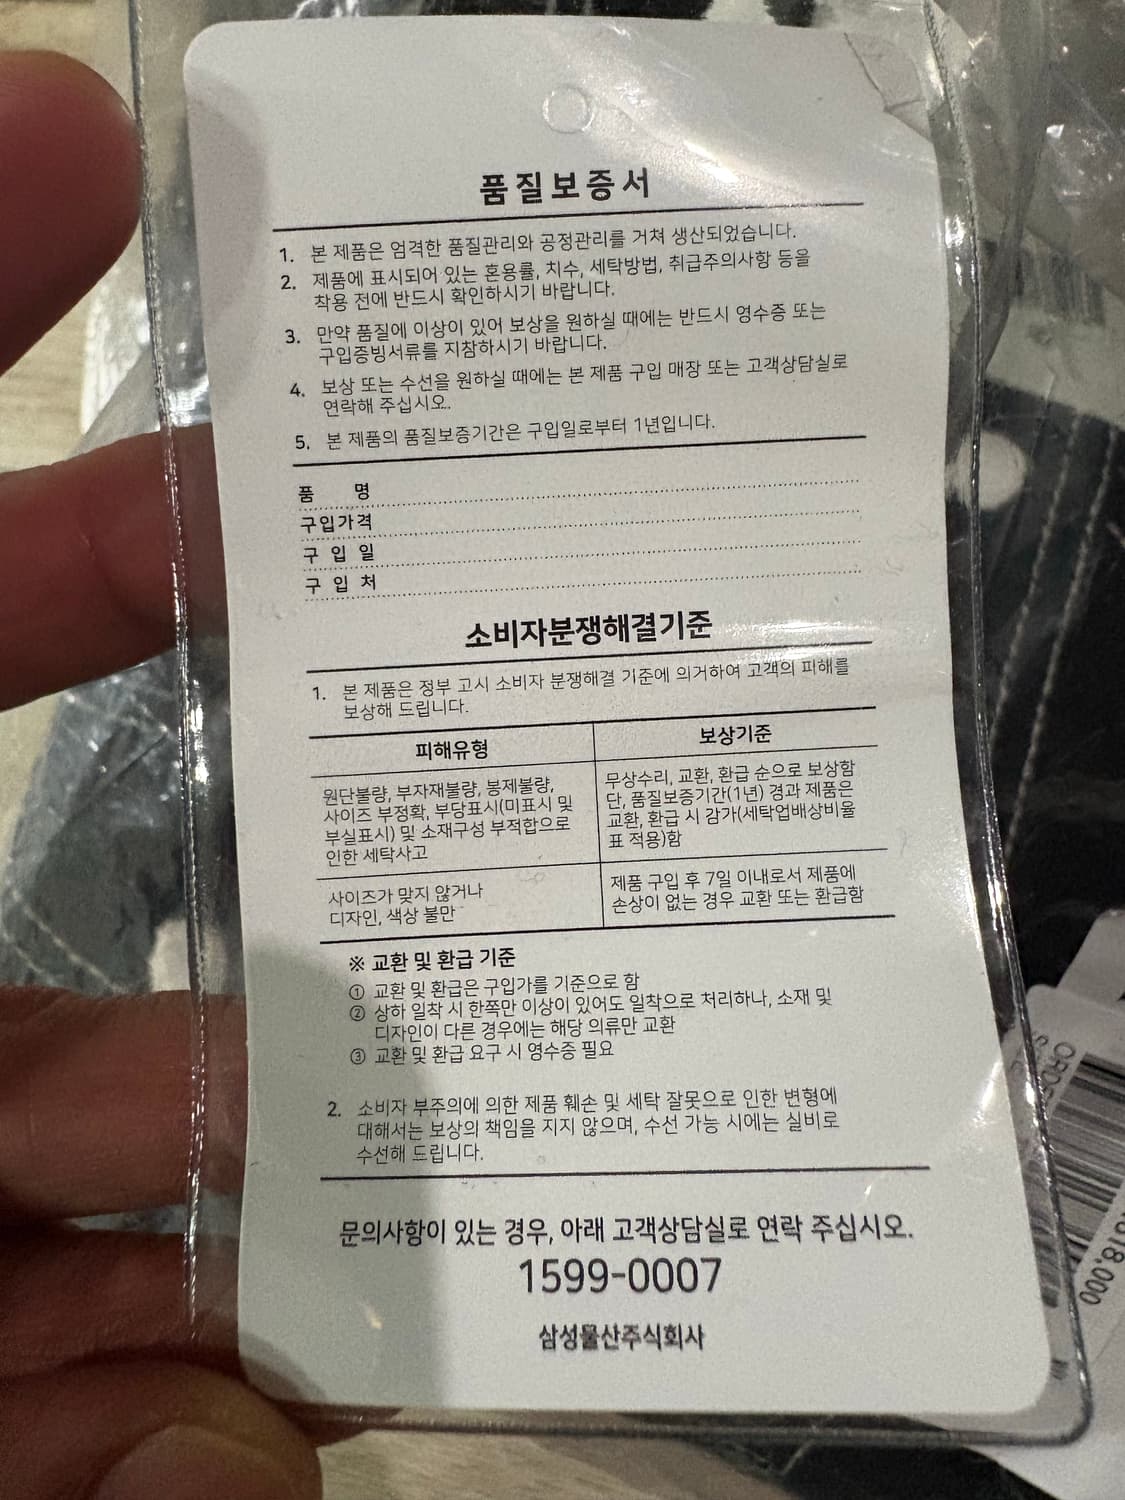 품질보증서
1. 본 제품은 엄격한 품질관리와 공정관리를 거쳐 생산되었습니다.
2. 제품에 표시되어 있는 혼용률, 치수, 세탁방법, 취급주의사항 등을
착용 전에 반드시 확인하시기 바랍니다.
3. 만약 품질에 이상이 있어 보상을 원하실 때에는 반드시 영수증 또는
구입증빙서류를 지참하시기 바랍니다.
4. 보상 또는 수선을 원하실 때에는 본 제품 구입 매장 또는 고객상담실로
연락해 주십시오.
5. 본 제품의 품질보증기간은 구입일로부터 1년입니다.
품 명
구입가격
구 입 일
구 입 처
소비자분쟁해결기준
1. 본 제품은 정부 고시 소비자 분쟁해결 기준에 의거하여 고객의 피해를
보상해 드립니다.
피해유형 보상기준
원단불량, 부자재불량, 봉제불량,
사이즈 부정확, 부당표시(미표시 및
부실표시) 및 소재구성 부적합으로
인한 세탁사고
무상수리, 교환, 환급 순으로 보상함
단, 품질보증기간(1년) 경과 제품은
교환, 환급 시 감가(세탁업배상비율
표 적용)함
사이즈가 맞지 않거나
디자인, 색상 불만
제품 구입 후 7일 이내로서 제품에
손상이 없는 경우 교환 또는 환급함
※ 교환 및 환급 기준
① 교환 및 환급은 구입가를 기준으로 함
② 상하 일착 시 한쪽만 이상이 있어도 일착으로 처리하나, 소재 및
디자인이 다른 경우에는 해당 의류만 교환
③ 교환 및 환급 요구 시 영수증 필요
2. 소비자 부주의에 의한 제품 훼손 및 세탁 잘못으로 인한 변형에
대해서는 보상의 책임을 지지 않으며, 수선 가능 시에는 실비로
수선해 드립니다.
문의사항이 있는 경우, 아래 고객상담실로 연락 주십시오.
1599-0007
삼성물산주식회사